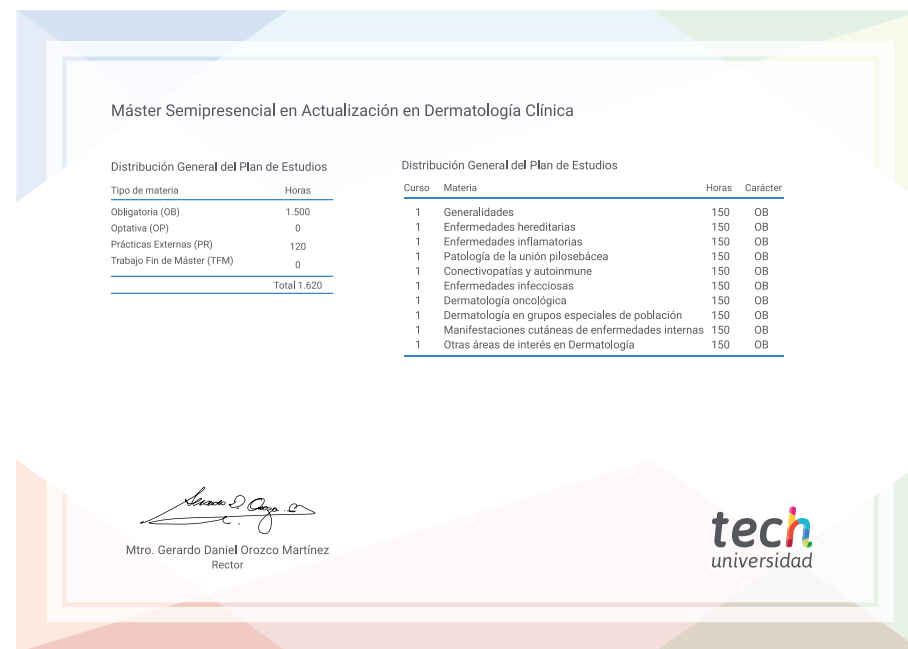 Máster Semipresencial en Actualización en Dermatología Clínica
Distribución General del Plan de Estudios
Tipo de materia Horas
Obligatoria (OB) 1.500
Optativa (OP) 0
Prácticas Externas (PR) 120
Trabajo Fin de Máster (TFM) 0
Total 1.620
Distribución General del Plan de Estudios
Curso Materia Horas Carácter
1 Generalidades 150 OB
1 Enfermedades hereditarias 150 OB
1 Enfermedades inflamatorias 150 OB
1 Patología de la unión pilosebácea 150 OB
1 Conectivopatías y autoinmune 150 OB
1 Enfermedades infecciosas 150 OB
1 Dermatología oncológica 150 OB
1 Dermatología en grupos especiales de población 150 OB
1 Manifestaciones cutáneas de enfermedades internas 150 OB
1 Otras áreas de interés en Dermatología 150 OB
Mtro. Gerardo Daniel Orozco Martínez
Rector
tech
universidad